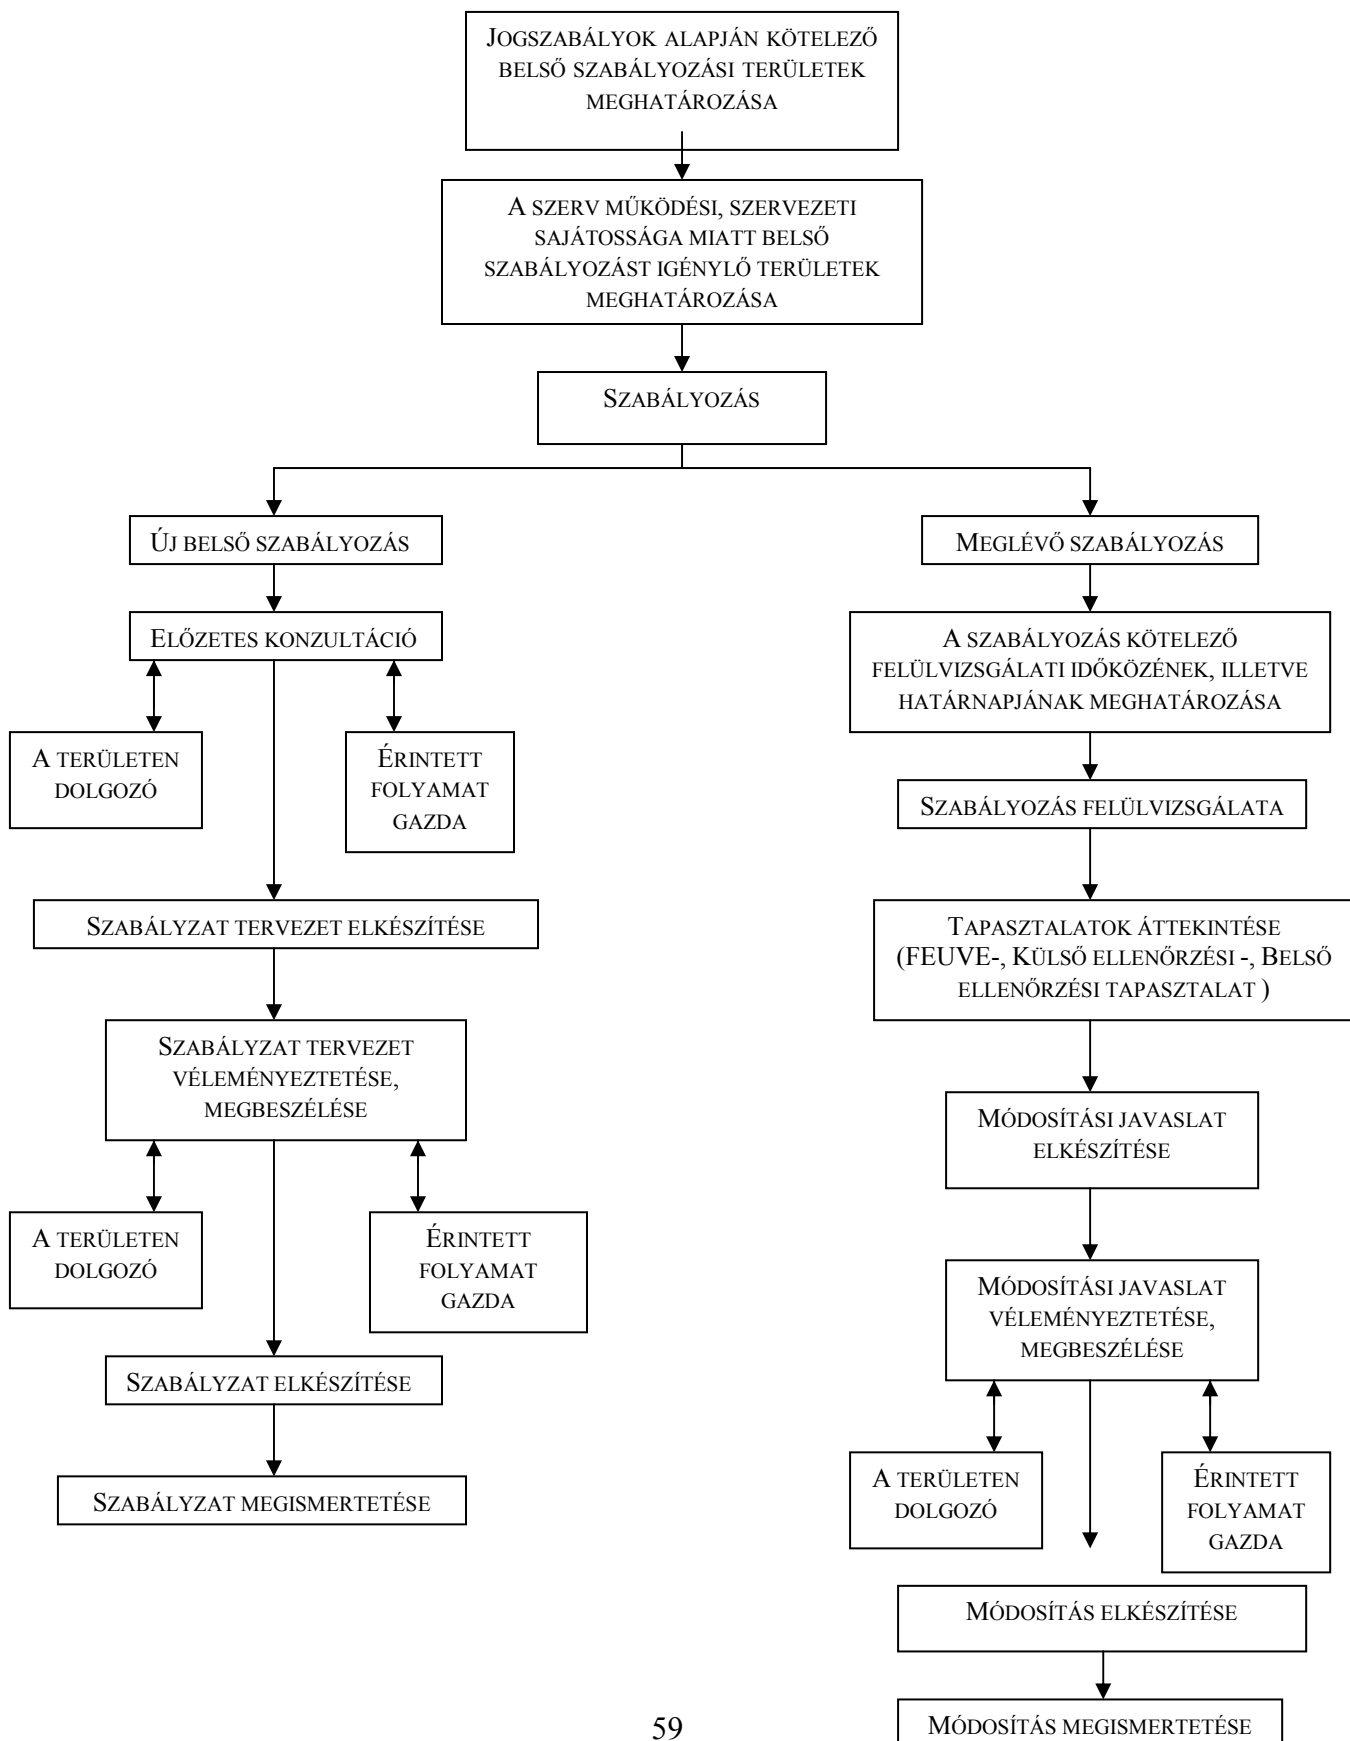 JOGSZABÁLYOK ALAPJÁN KÖTELEZŐ
BELSŐ SZABÁLYOZÁSI TERÜLETEK
MEGHATÁROZÁSA
A SZERV MŰKÖDÉSI, SZERVEZETI
SAJÁTOSSÁGA MIATT BELSŐ
SZABÁLYOZÁST IGÉNYLŐ TERÜLETEK
MEGHATÁROZÁSA
SZABÁLYOZÁS
ÚJ BELSŐ SZABÁLYOZÁS
ELŐZETES KONZULTÁCIÓ
A TERÜLETEN
DOLGOZÓ
ÉRINTETT
FOLYAMAT
GAZDA
SZABÁLYZAT TERVEZET ELKÉSZÍTÉSE
SZABÁLYZAT TERVEZET
VÉLEMÉNYEZTETÉSE,
MEGBESZÉLÉSE
A TERÜLETEN
DOLGOZÓ
ÉRINTETT
FOLYAMAT
GAZDA
SZABÁLYZAT ELKÉSZÍTÉSE
SZABÁLYZAT MEGISMERTETÉSE
MEGLÉVŐ SZABÁLYOZÁS
A SZABÁLYOZÁS KÖTELEZŐ
FELÜLVIZSGÁLATI IDŐKÖZÉNEK, ILLETVE
HATÁRNAPJÁNAK MEGHATÁROZÁSA
SZABÁLYOZÁS FELÜLVIZSGÁLATA
TAPASZTALATOK ÁTTEKINTÉSE
(FEUVE-, KÜLSŐ ELLENŐRZÉSI -, BELSŐ
ELLENŐRZÉSI TAPASZTALAT )
MÓDOSÍTÁSI JAVASLAT
ELKÉSZÍTÉSE
MÓDOSÍTÁSI JAVASLAT
VÉLEMÉNYEZTETÉSE,
MEGBESZÉLÉSE
A TERÜLETEN
DOLGOZÓ
ÉRINTETT
FOLYAMAT
GAZDA
MÓDOSÍTÁS ELKÉSZÍTÉSE
MÓDOSÍTÁS MEGISMERTETÉSE
59